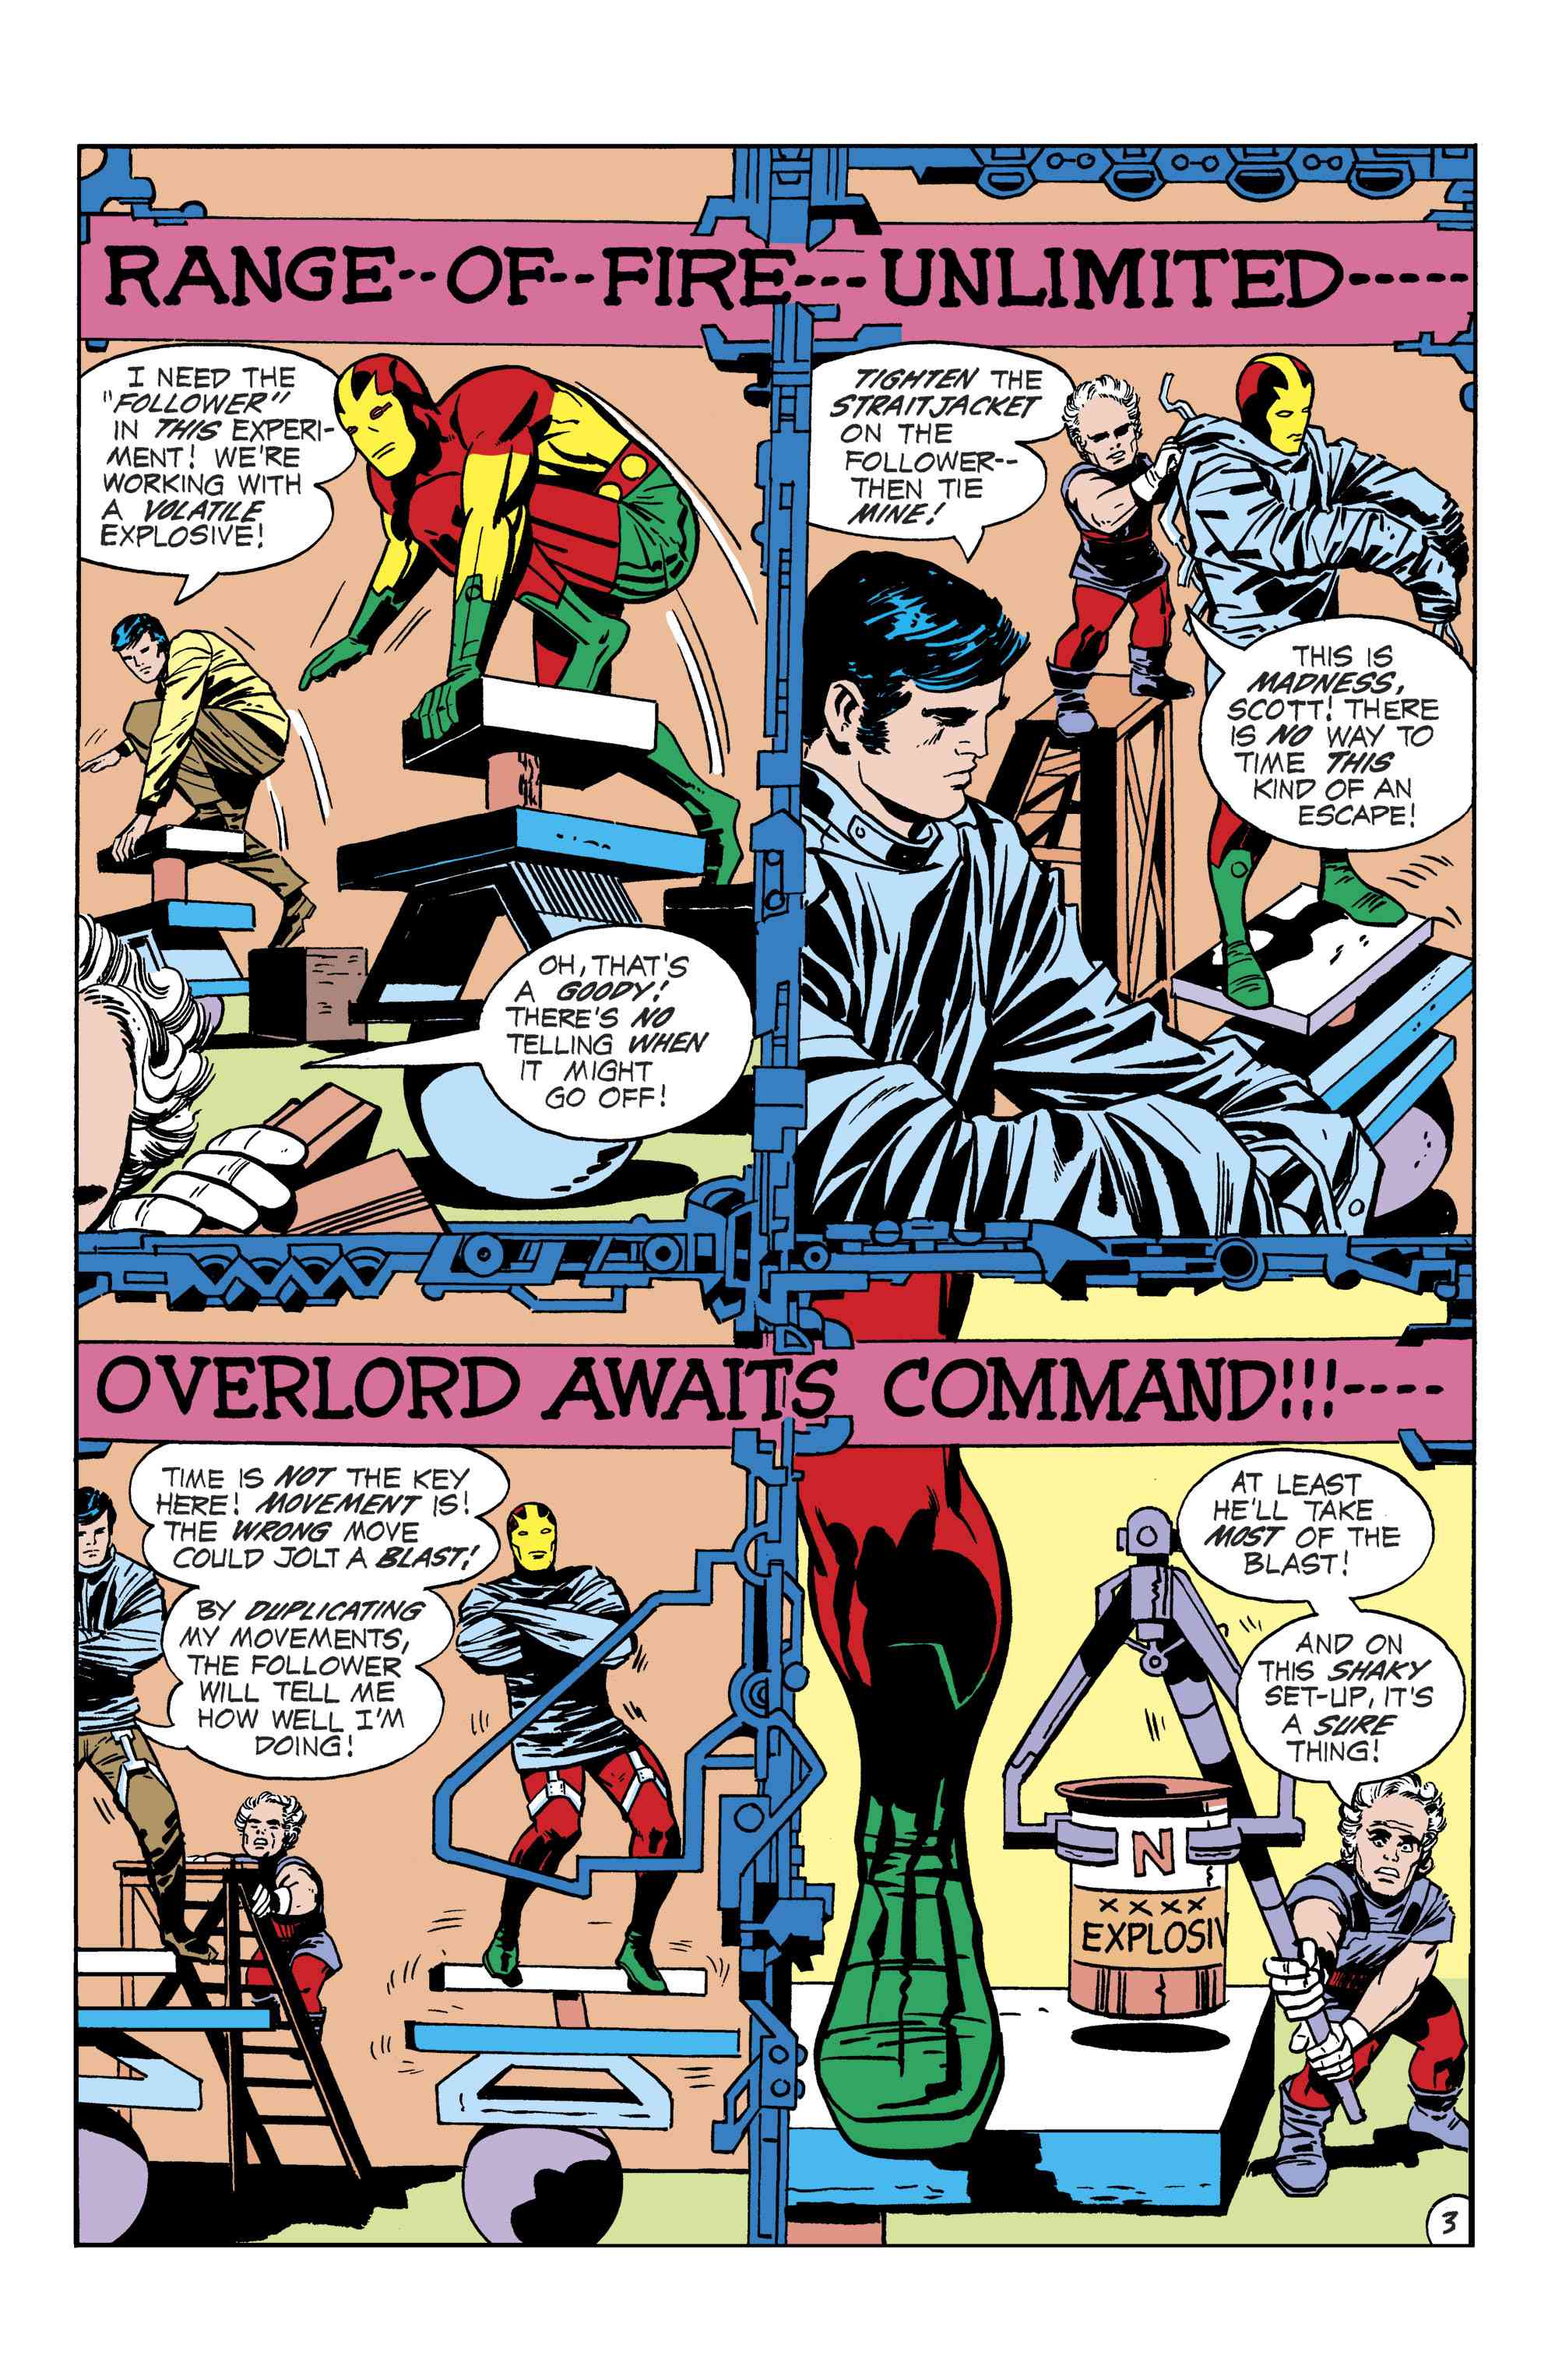 RANGE--OF--FIRE---UNLIMITED-----
I NEED THE
"FOLLOWER"
IN THIS EXPERI-
MENT! WE'RE
WORKING WITH
A VOLATILE
EXPLOSIVE!
OH, THAT'S
A GOODY!
THERE'S NO
TELLING WHEN
IT MIGHT
GO OFF!
TIGHTEN THE
STRAITJACKET
ON THE
FOLLOWER--
THEN TIE
MINE!
THIS IS
MADNESS,
SCOTT! THERE
IS NO WAY TO
TIME THIS
KIND OF AN
ESCAPE!
OVERLORD AWAITS COMMAND!!!----
TIME IS NOT THE KEY
HERE! MOVEMENT IS!
THE WRONG MOVE
COULD JOLT A BLAST!
BY DUPLICATING
MY MOVEMENTS,
THE FOLLOWER
WILL TELL ME
HOW WELL I'M
DOING!
AT LEAST
HE'LL TAKE
MOST OF THE
BLAST!
AND ON
THIS SHAKY
SET-UP, IT'S
A SURE
THING!
N
XXXX
EXPLOSIV
3